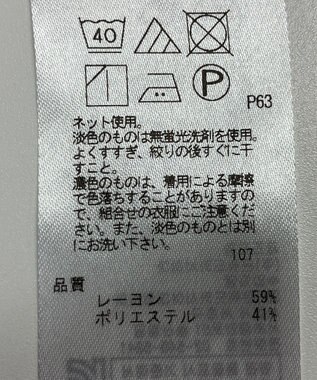 40
P
P63
ネット使用。
淡色のものは無蛍光洗剤を使用。
よくすすぎ、絞りの後すぐに干
すこと。
濃色のものは、着用による摩擦
で色落ちすることがありますの
で、組合せの衣服にご注意くだ
さい。また、淡色のものとは別
にお洗い下さい。
107
品質
レーヨン 59%
ポリエステル 41%